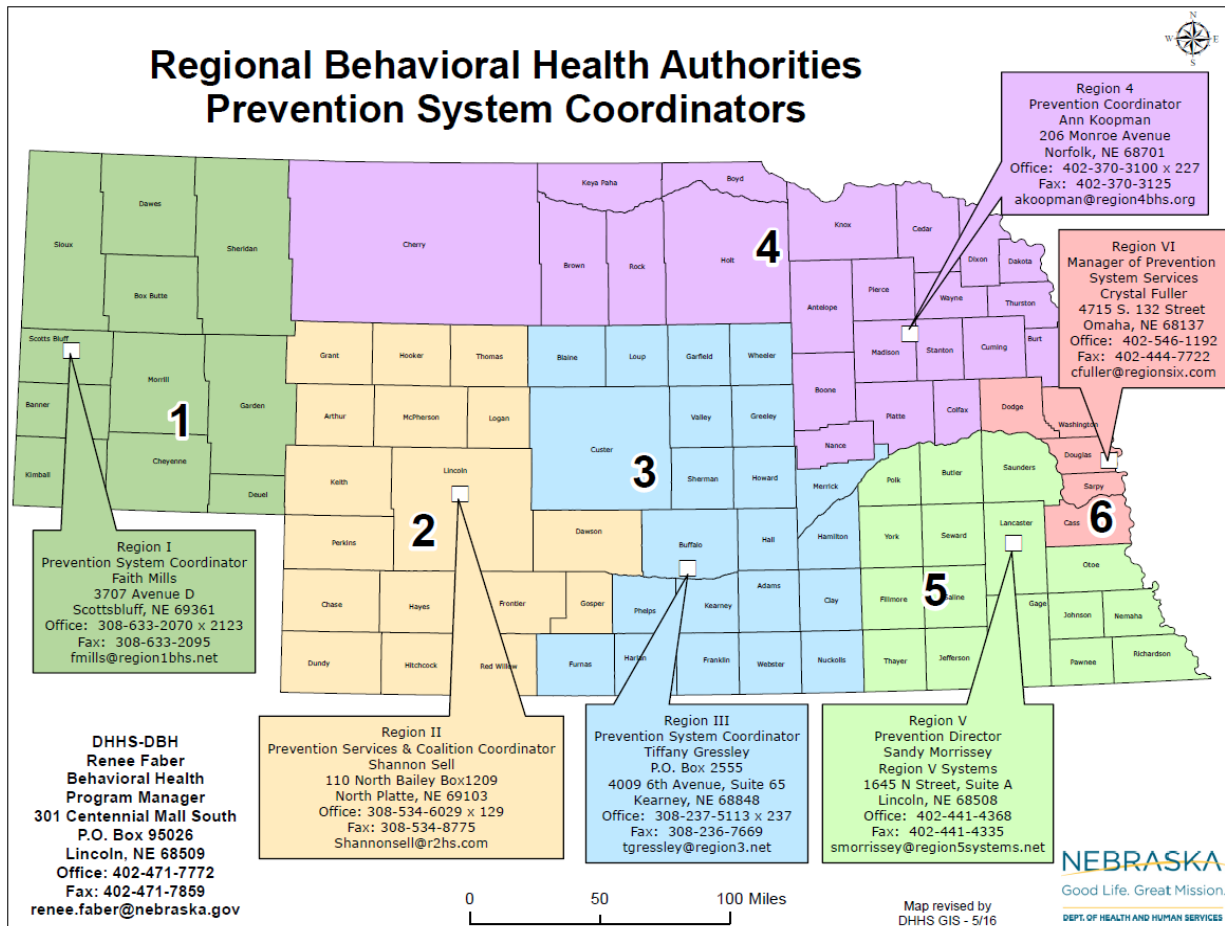 N
W E
S
Regional Behavioral Health Authorities
Prevention System Coordinators
Region 4
Prevention Coordinator
Ann Koopman
206 Monroe Avenue
Norfolk, NE 68701
Office: 402-370-3100 x 227
Fax: 402-370-3125
akoopman@region4bhs.org
Region VI
Manager of Prevention
System Services
Crystal Fuller
4715 S. 132 Street
Omaha, NE 68137
Office: 402-546-1192
Fax: 402-444-7722
cfuller@regionsix.com
Sioux
Dawes
Sheridan
Box Butte
Scotts Bluff
Morrill
Garden
Banner
Kimball
Cheyenne
Deuel
1
Cherry
Keya Paha
Boyd
Brown
Rock
Holt
4
Knox
Cedar
Dixon
Dakota
Antelope
Pierce
Wayne
Thurston
Madison
Stanton
Cuming
Burt
Boone
Platte
Colfax
Nance
Grant
Hooker
Thomas
Arthur
McPherson
Logan
Keith
Lincoln
Perkins
2
Dawson
Chase
Hayes
Frontier
Gosper
Dundy
Hitchcock
Red Willow
Blaine
Loup
Garfield
Wheeler
Custer
Valley
Greeley
3
Sherman
Howard
Merrick
Buffalo
Hall
Hamilton
Phelps
Kearney
Adams
Clay
Furnas
Harlan
Franklin
Webster
Nuckolls
Dodge
Washington
Douglas
Sarpy
Cass
6
Polk
Butler
Saunders
York
Seward
Lancaster
Otoe
Fillmore
5
Saline
Gage
Johnson
Nemaha
Thayer
Jefferson
Pawnee
Richardson
Region I
Prevention System Coordinator
Faith Mills
3707 Avenue D
Scottsbluff, NE 69361
Office: 308-633-2070 x 2123
Fax: 308-633-2095
fmills@region1bhs.net
Region II
Prevention Services & Coalition Coordinator
Shannon Sell
110 North Bailey Box1209
North Platte, NE 69103
Office: 308-534-6029 x 129
Fax: 308-534-8775
Shannonsell@r2hs.com
Region III
Prevention System Coordinator
Tiffany Gressley
P.O. Box 2555
4009 6th Avenue, Suite 65
Kearney, NE 68848
Office: 308-237-5113 x 237
Fax: 308-236-7669
tgressley@region3.net
Region V
Prevention Director
Sandy Morrissey
Region V Systems
1645 N Street, Suite A
Lincoln, NE 68508
Office: 402-441-4368
Fax: 402-441-4335
smorrissey@region5systems.net
DHHS-DBH
Renee Faber
Behavioral Health
Program Manager
301 Centennial Mall South
P.O. Box 95026
Lincoln, NE 68509
Office: 402-471-7772
Fax: 402-471-7859
renee.faber@nebraska.gov
0 50 100 Miles
Map revised by
DHHS GIS - 5/16
NEBRASKA
Good Life. Great Mission.
DEPT. OF HEALTH AND HUMAN SERVICES